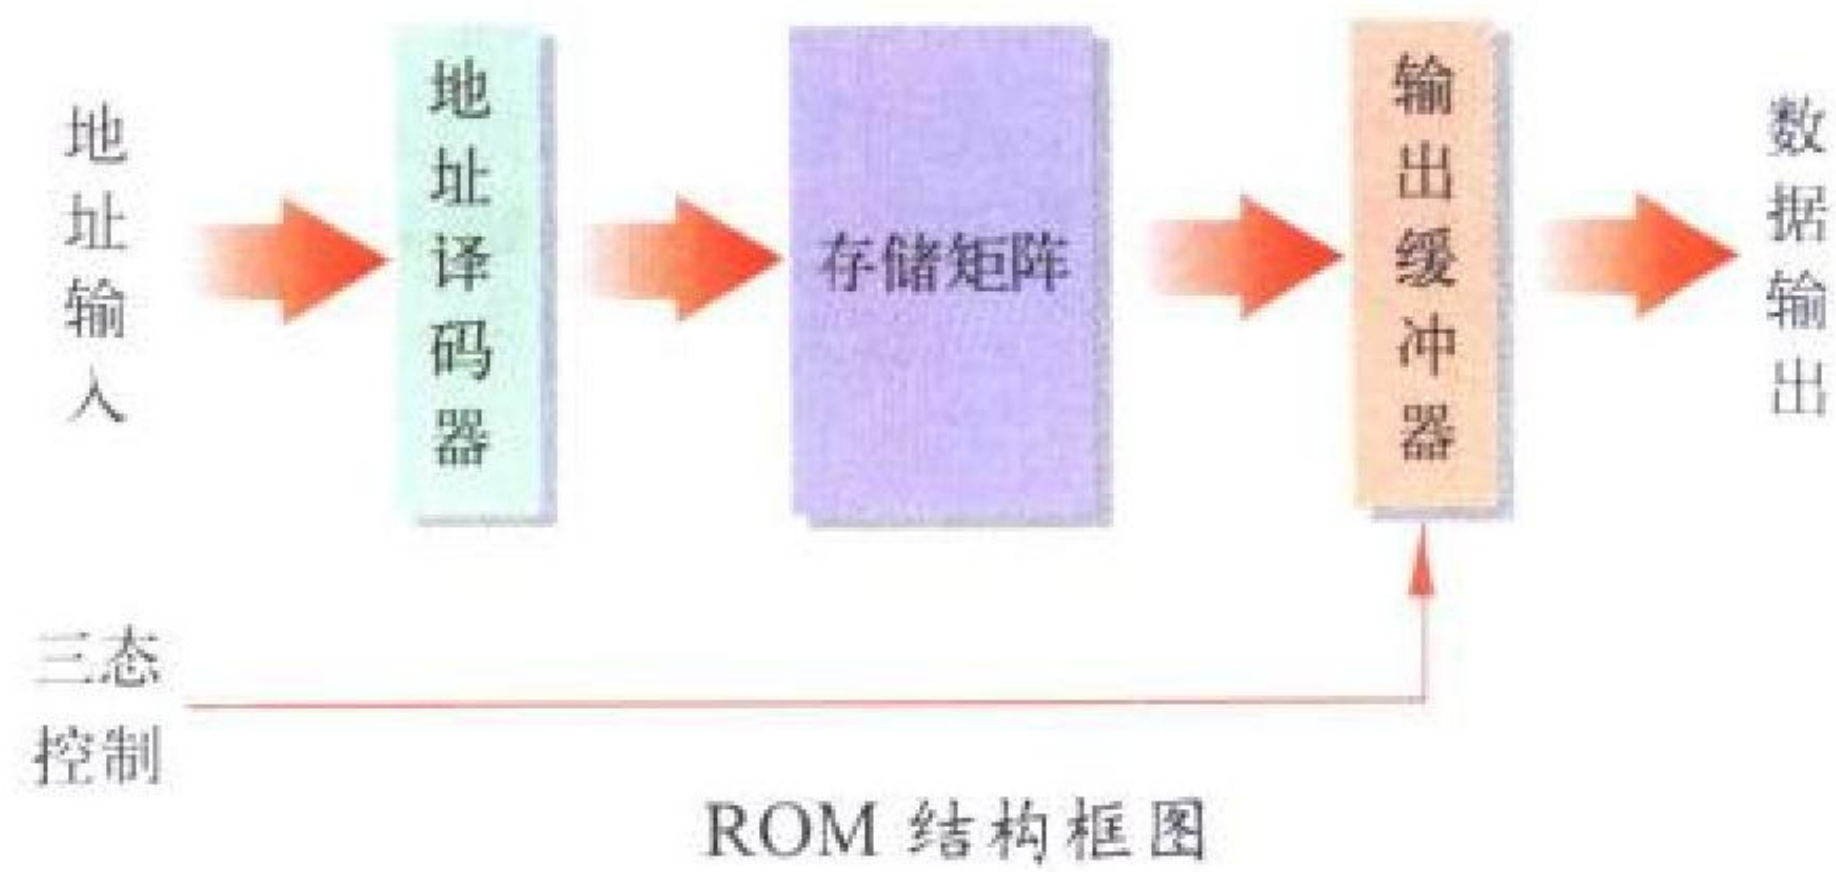 地址输入
地址译码器
存储矩阵
输出缓冲器
数据输出
三态
控制
ROM 结构框图